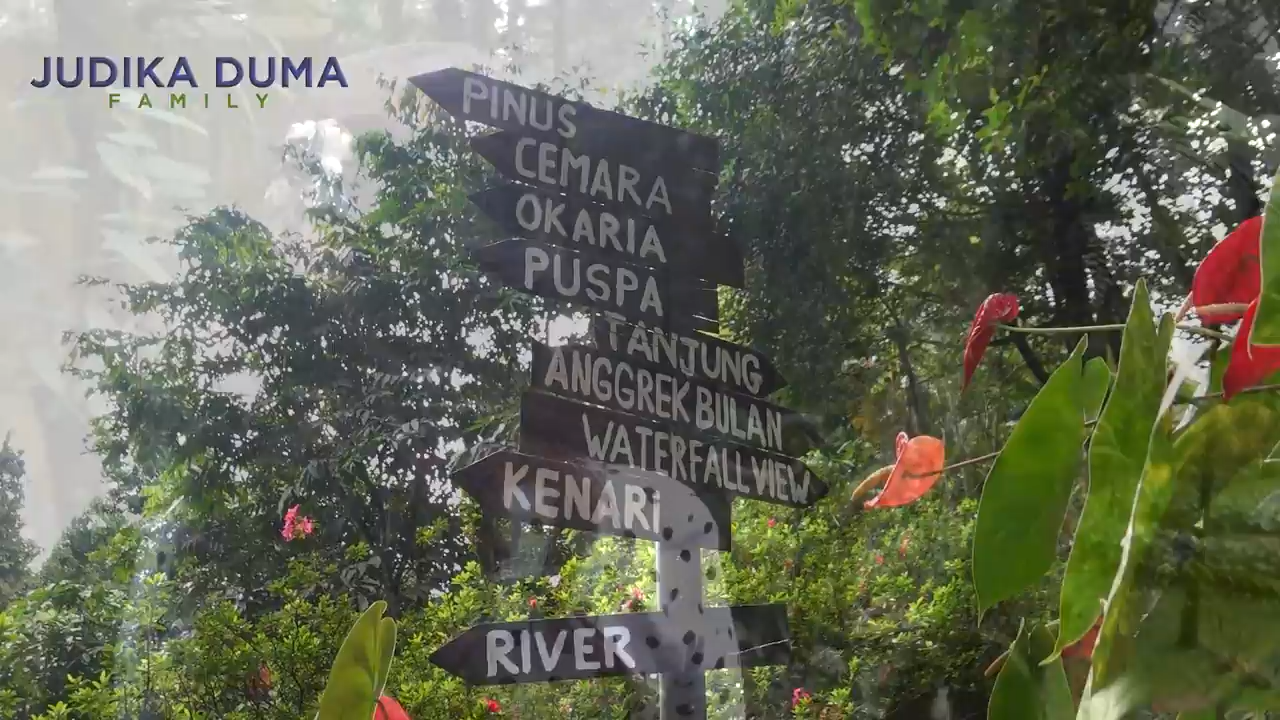 JUDIKA DUMA
FAMILY
PINUS
CEMARA
OKARIA
PUSPA
TANJUNG
ANGGREK BULAN
WATERFALL VIEW
KENARi
RIVER